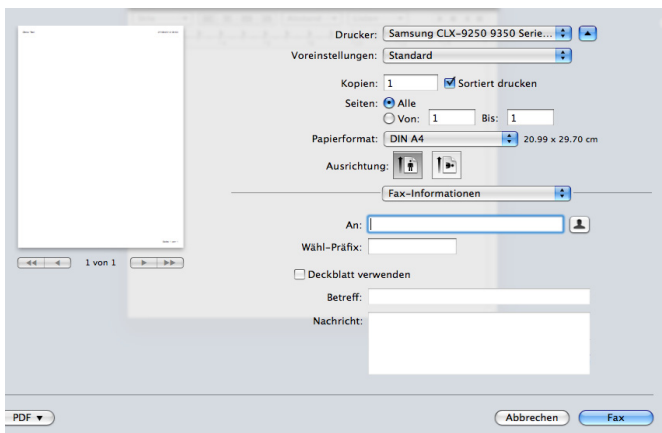 Drucker: Samsung CLX-9250 9350 Serie...
Voreinstellungen: Standard
Kopien: 1 Sortiert drucken
Seiten: Alle
Von: 1 Bis: 1
Papierformat: DIN A4 20.99 x 29.70 cm
Ausrichtung:
Fax-Informationen
An:
Wähl-Präfix:
1 von 1
Deckblatt verwenden
Betreff:
Nachricht:
PDF ▼ Abbrechen Fax